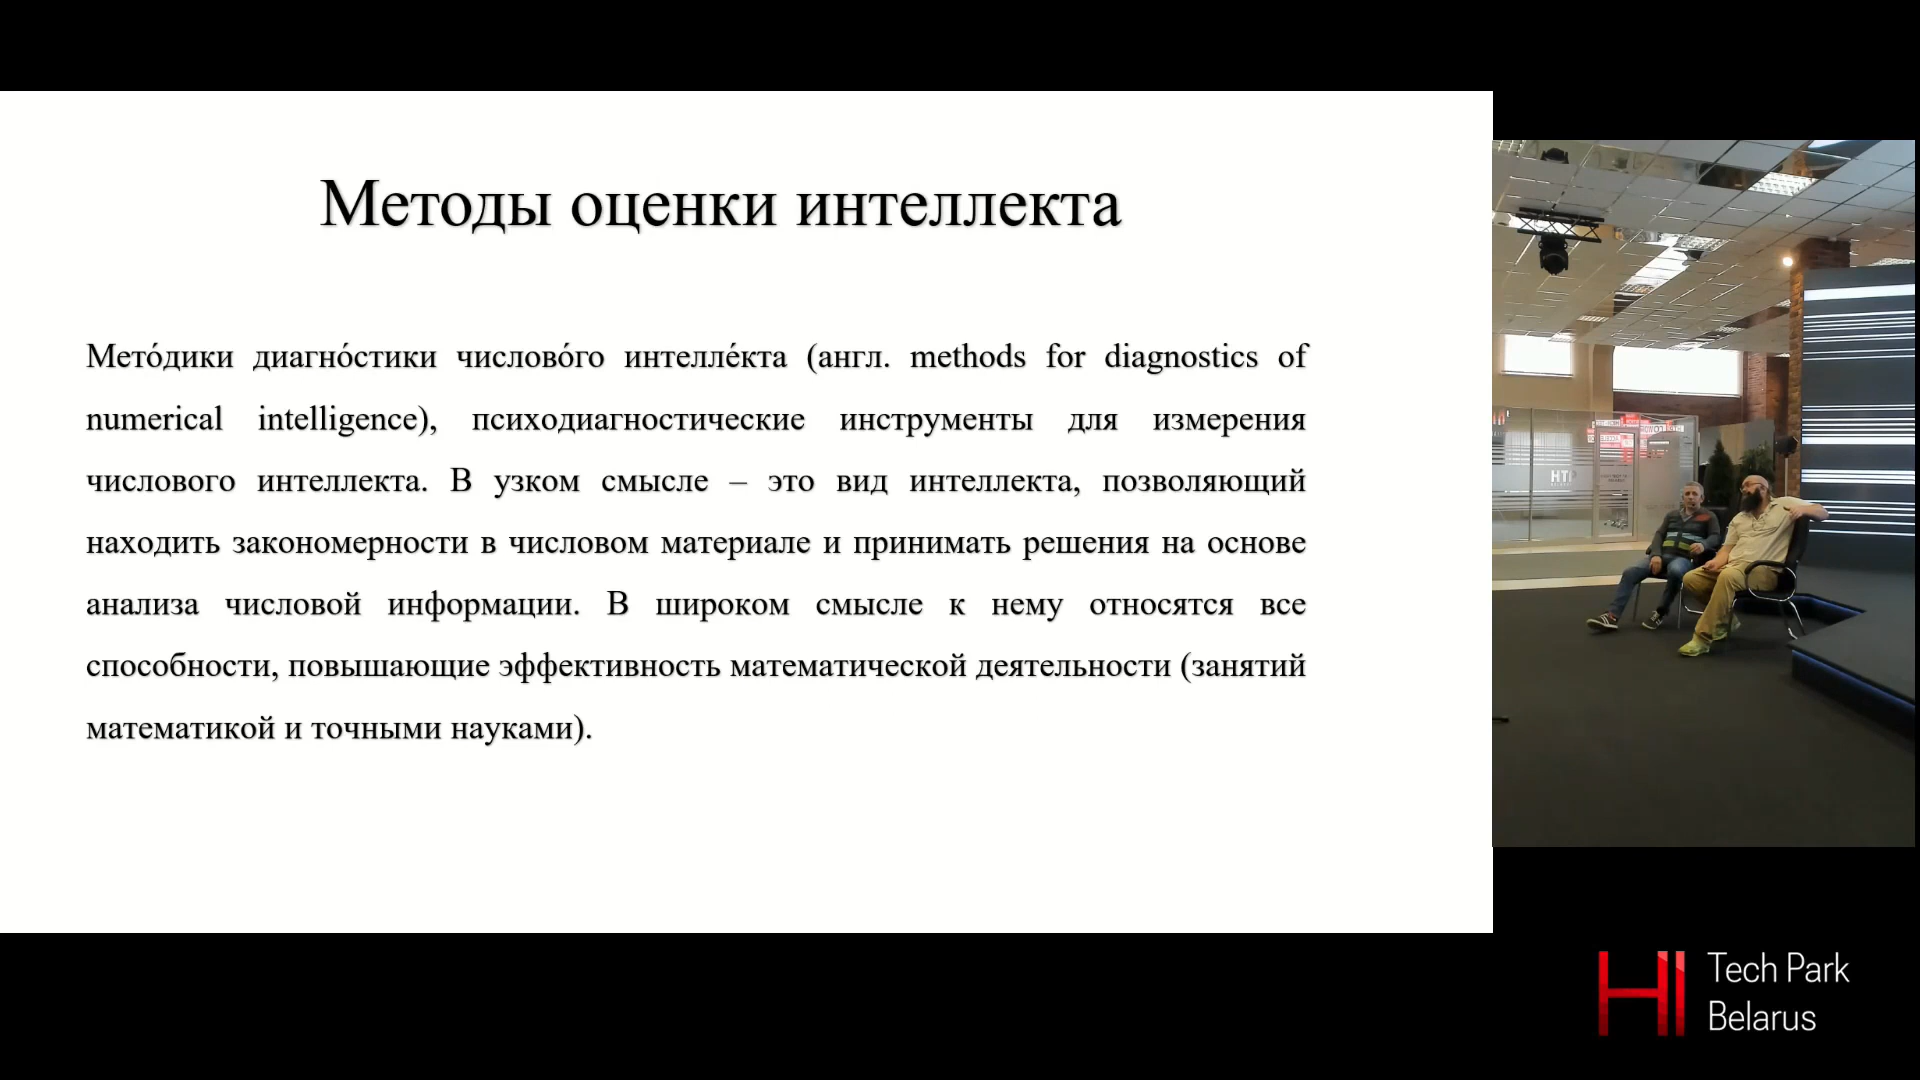 Методы оценки интеллекта
Мето́дики диагно́стики числово́го интелле́кта (англ. methods for diagnostics of
numerical intelligence), психодиагностические инструменты для измерения
числового интеллекта. В узком смысле – это вид интеллекта, позволяющий
находить закономерности в числовом материале и принимать решения на основе
анализа числовой информации. В широком смысле к нему относятся все
способности, повышающие эффективность математической деятельности (занятий
математикой и точными науками).
HTP
HI Tech Park
Belarus